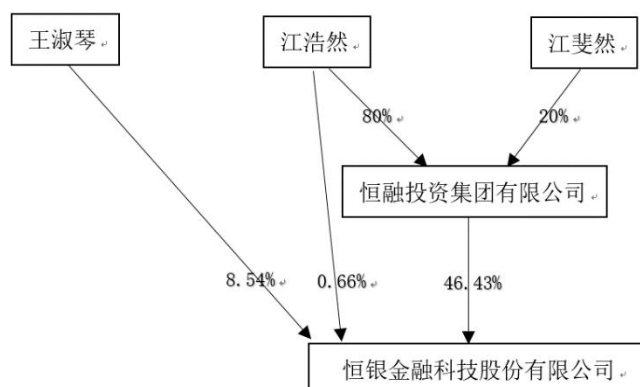 王淑琴
江浩然
江斐然
80%
20%
恒融投资集团有限公司
8.54%
0.66%
46.43%
恒银金融科技股份有限公司